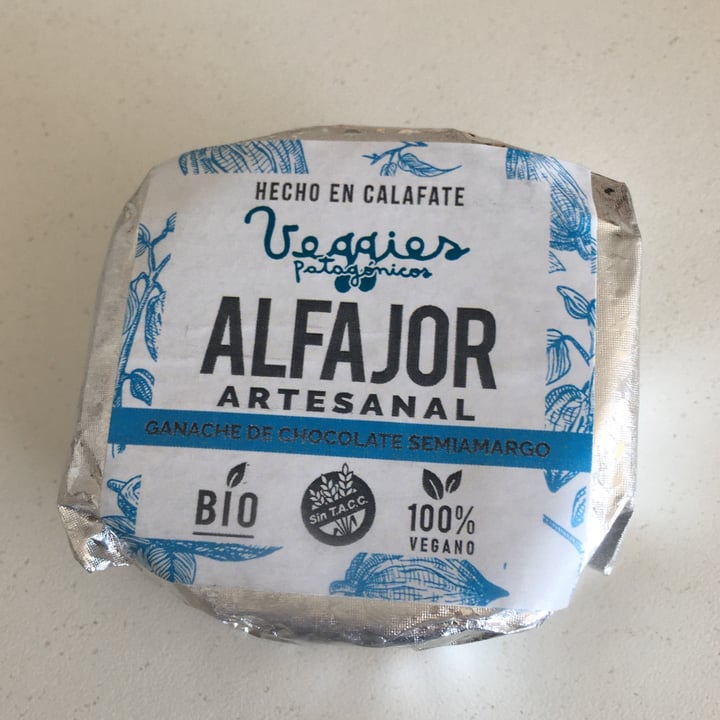 HECHO EN CALAFATE
Veggies
Patagónicos
ALFAJOR
ARTESANAL
GANACHE DE CHOCOLATE SEMIAMARGO
BIO
Sin T.A.C.C.
100%
VEGANO